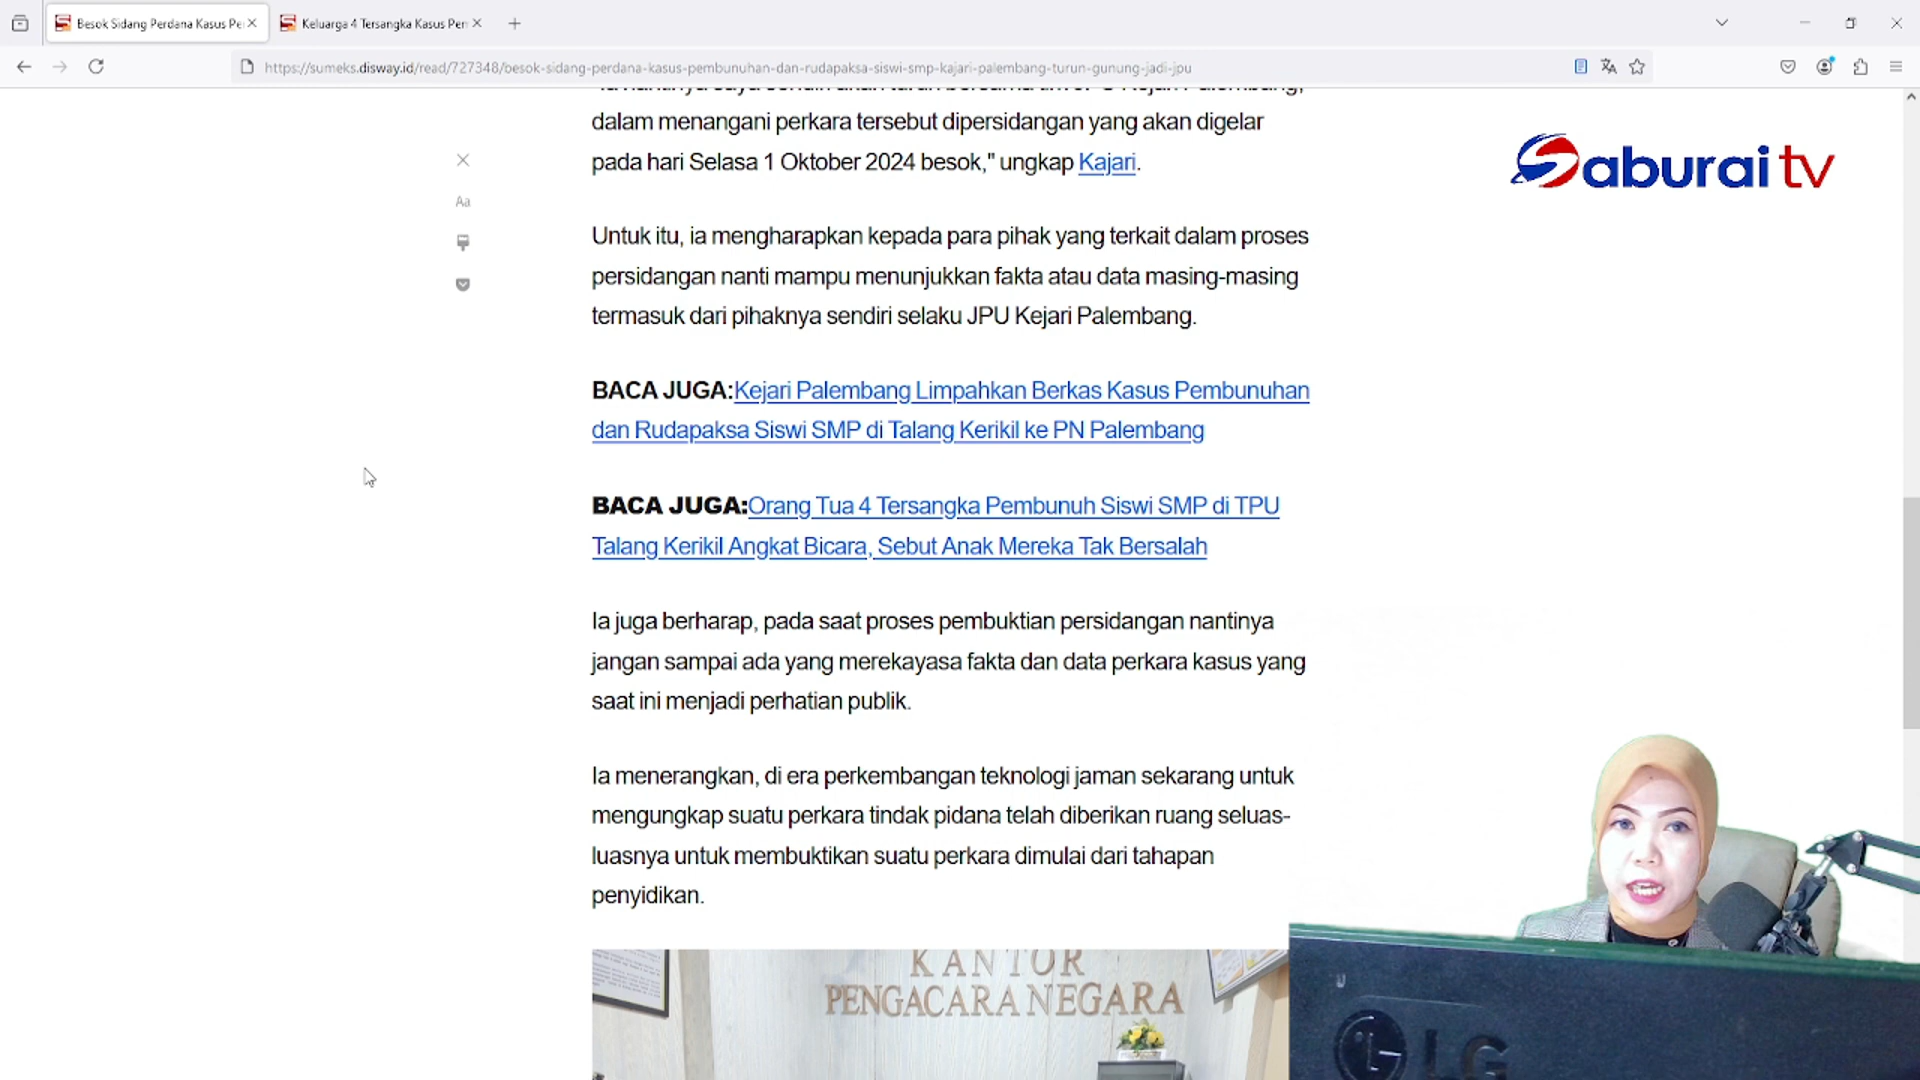 Besok Sidang Perdana Kasus Pe
Keluarga 4 Tersangka Kasus Pem
https://sumeks.disway.id/read/727348/besok-sidang-perdana-kasus-pembunuhan-dan-rudapaksa-siswi-smp-kajari-palembang-turun-gunung-jadi-jpu
dalam menangani perkara tersebut dipersidangan yang akan digelar
pada hari Selasa 1 Oktober 2024 besok," ungkap Kajari.
Saburai tv
Aa
Untuk itu, ia mengharapkan kepada para pihak yang terkait dalam proses
persidangan nanti mampu menunjukkan fakta atau data masing-masing
termasuk dari pihaknya sendiri selaku JPU Kejari Palembang.
BACA JUGA:Kejari Palembang Limpahkan Berkas Kasus Pembunuhan
dan Rudapaksa Siswi SMP di Talang Kerikil ke PN Palembang
BACA JUGA:Orang Tua 4 Tersangka Pembunuh Siswi SMP di TPU
Talang Kerikil Angkat Bicara, Sebut Anak Mereka Tak Bersalah
Ia juga berharap, pada saat proses pembuktian persidangan nantinya
jangan sampai ada yang merekayasa fakta dan data perkara kasus yang
saat ini menjadi perhatian publik.
Ia menerangkan, di era perkembangan teknologi jaman sekarang untuk
mengungkap suatu perkara tindak pidana telah diberikan ruang seluas-
luasnya untuk membuktikan suatu perkara dimulai dari tahapan
penyidikan.
KANTOR
PENGACARA NEGARA
LG